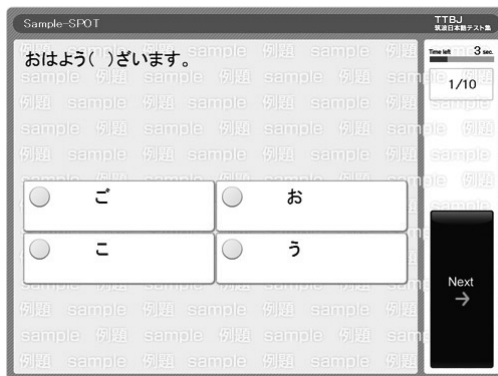 Sample-SPOT
TTBJ
筑波日本語テスト集
おはよう( )ざいます。
Time left 3 sec.
1/10
ご
お
こ
う
Next
→